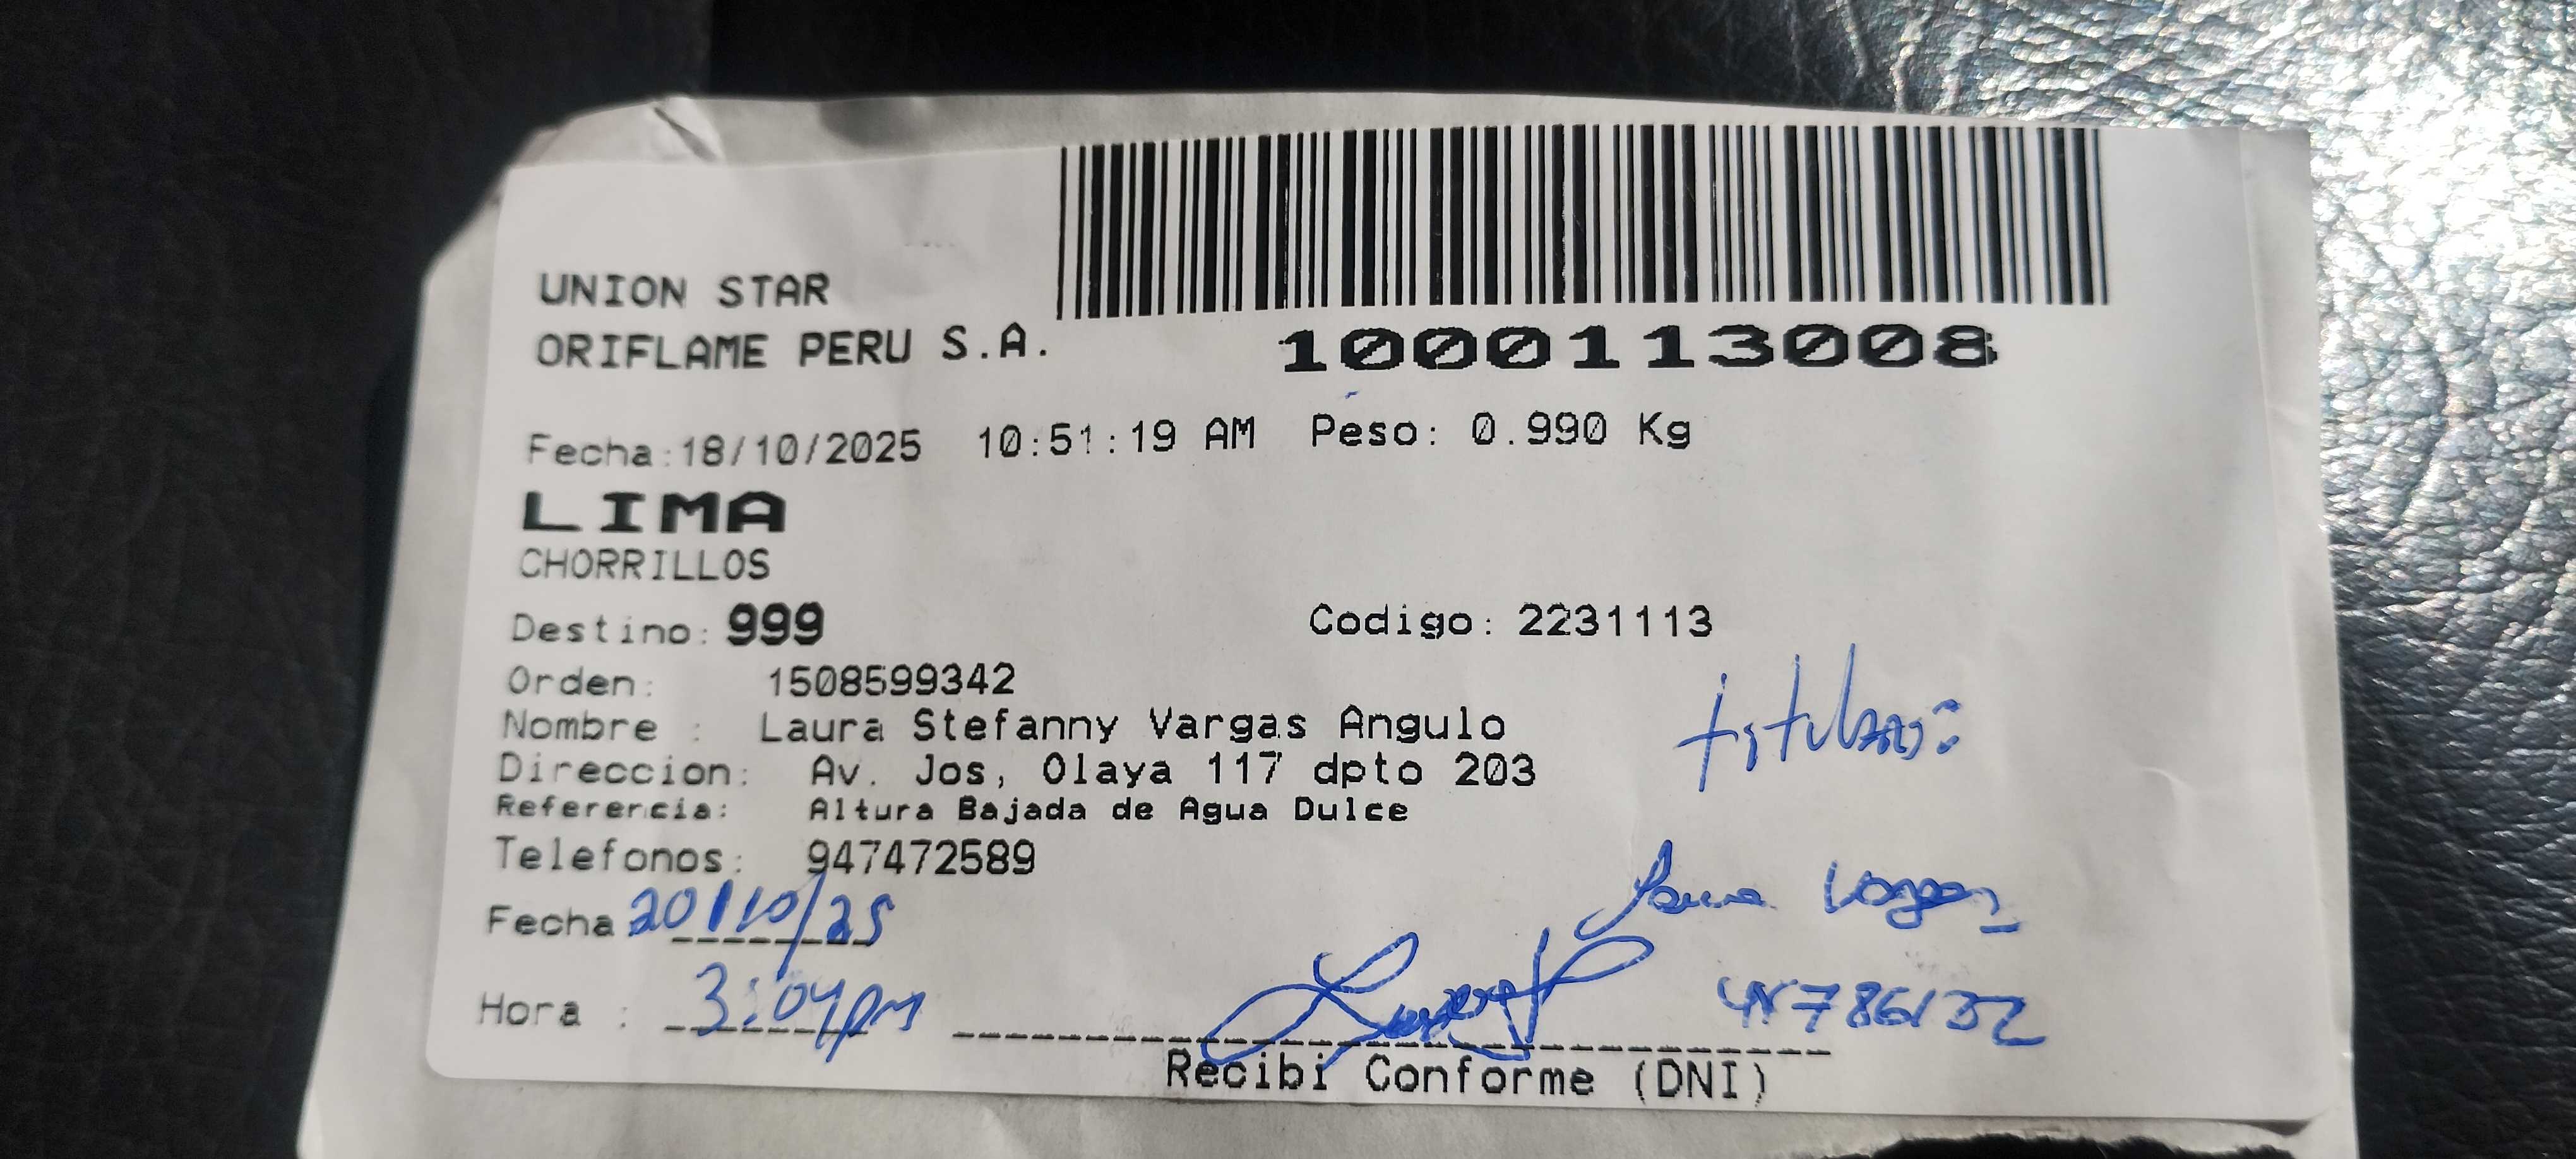 UNION STAR
ORIFLAME PERU S.A.
1000113008
Fecha:18/10/2025 10:51:19 AM Peso: 0.990 Kg
LIMA
CHORRILLOS
Destino: 999 Codigo: 2231113
Orden: 1508599342
Nombre : Laura Stefanny Vargas Angulo
Direccion: Av. Jos, Olaya 117 dpto 203
Referencia: Altura Bajada de Agua Dulce
Telefonos: 947472589
Fecha 20/10/25
Laura Vargas
Hora : 3:04pm
Recibi Conforme (DNI)